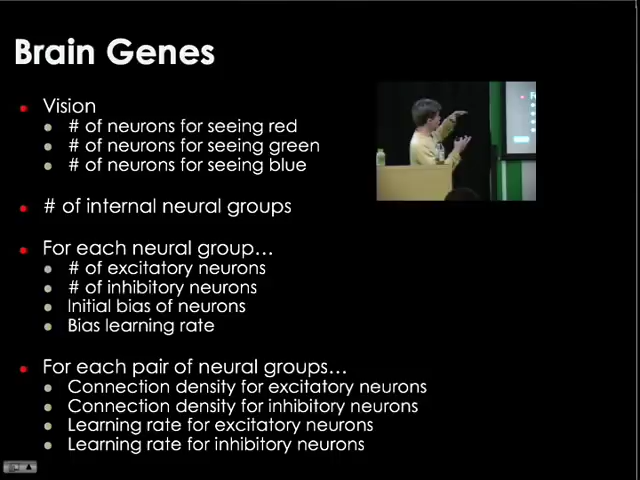 Brain Genes
Vision
# of neurons for seeing red
# of neurons for seeing green
# of neurons for seeing blue
# of internal neural groups
For each neural group…
# of excitatory neurons
# of inhibitory neurons
Initial bias of neurons
Bias learning rate
For each pair of neural groups…
Connection density for excitatory neurons
Connection density for inhibitory neurons
Learning rate for excitatory neurons
Learning rate for inhibitory neurons